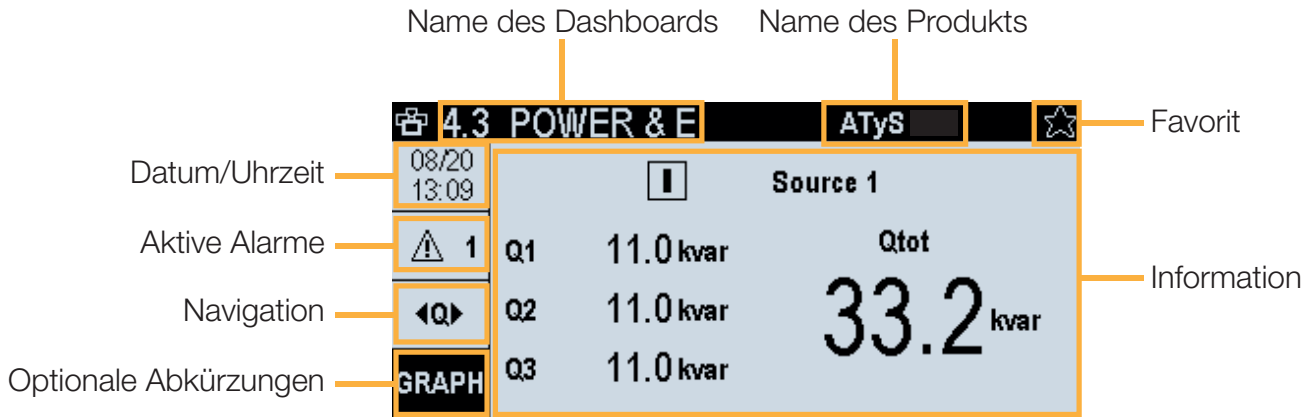 Name des Dashboards
Name des Produkts
4.3 POWER & E
ATyS
Favorit
Datum/Uhrzeit
08/20
13:09
Source 1
Aktive Alarme
1
Q1 11.0 kvar
Qtot
Information
Navigation
Q
Q2 11.0 kvar
33.2 kvar
Optionale Abkürzungen
GRAPH
Q3 11.0 kvar